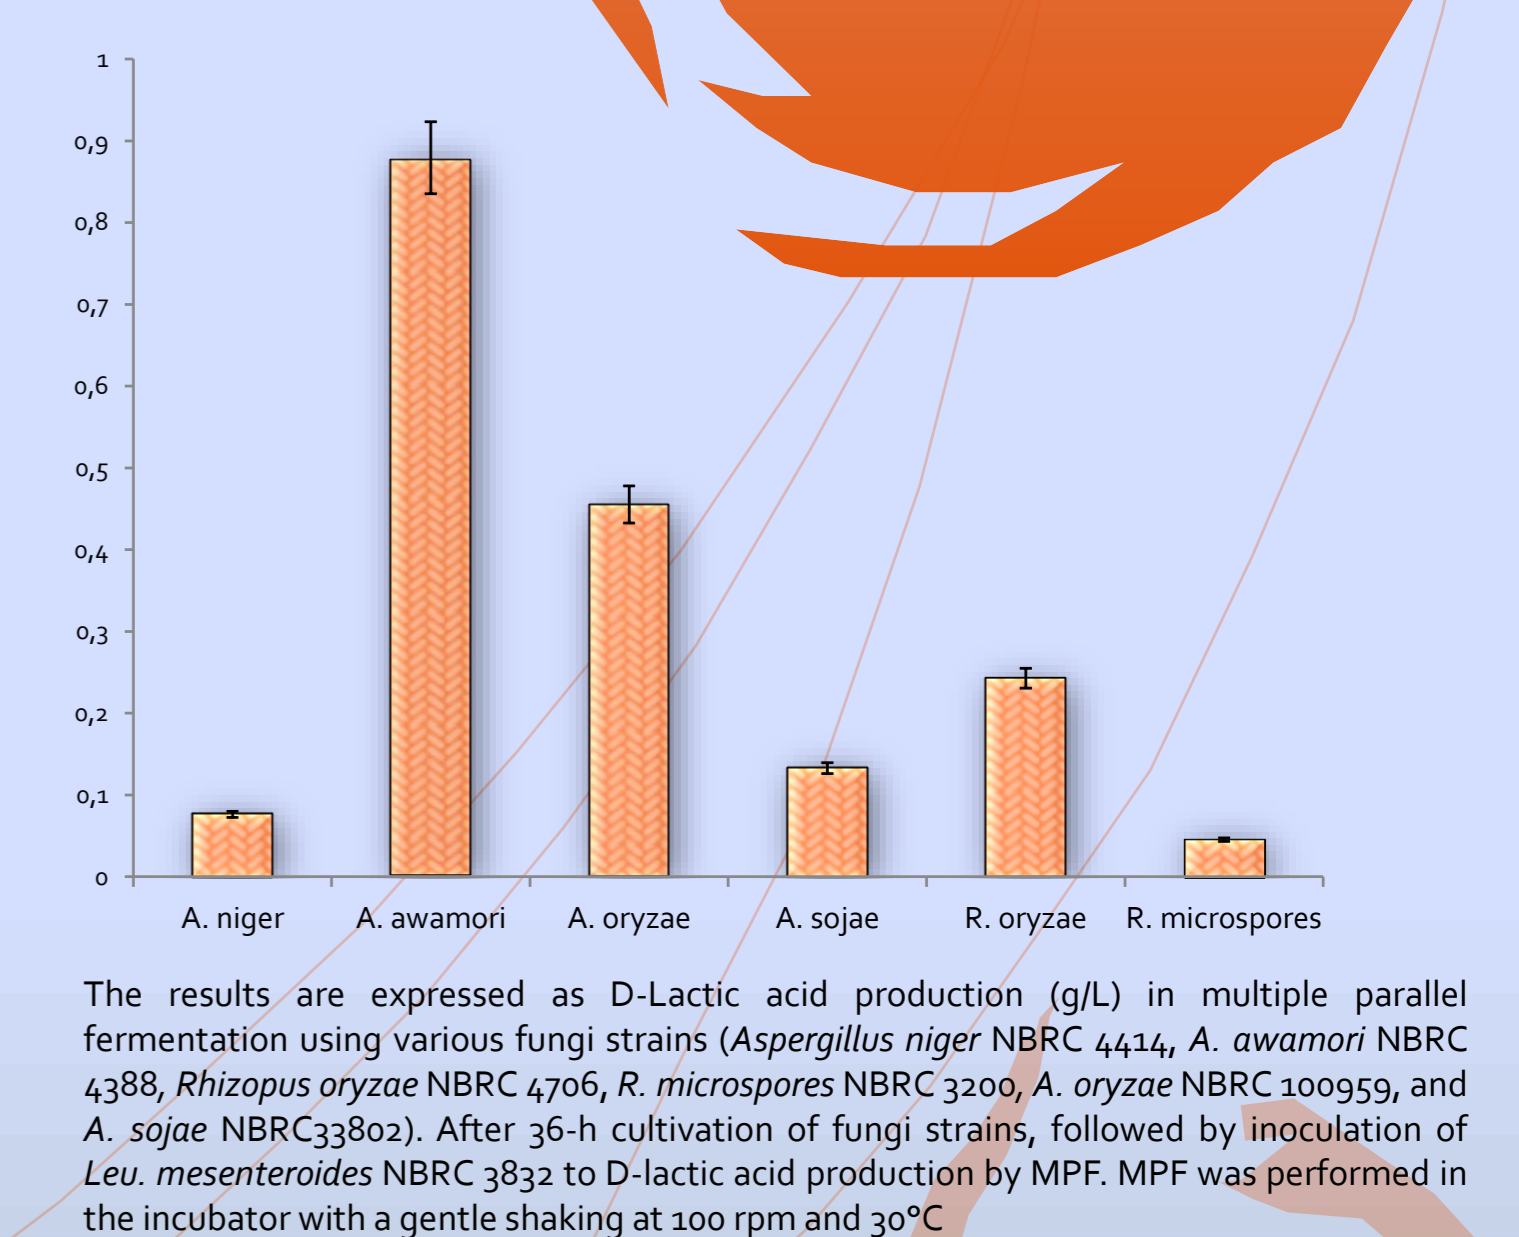 1
0,9
0,8
0,7
0,6
0,5
0,4
0,3
0,2
0,1
0
A. niger A. awamori A. oryzae A. sojae R. oryzae R. microspores
The results are expressed as D-Lactic acid production (g/L) in multiple parallel
fermentation using various fungi strains (Aspergillus niger NBRC 4414, A. awamori NBRC
4388, Rhizopus oryzae NBRC 4706, R. microspores NBRC 3200, A. oryzae NBRC 100959, and
A. sojae NBRC33802). After 36-h cultivation of fungi strains, followed by inoculation of
Leu. mesenteroides NBRC 3832 to D-lactic acid production by MPF. MPF was performed in
the incubator with a gentle shaking at 100 rpm and 30°C